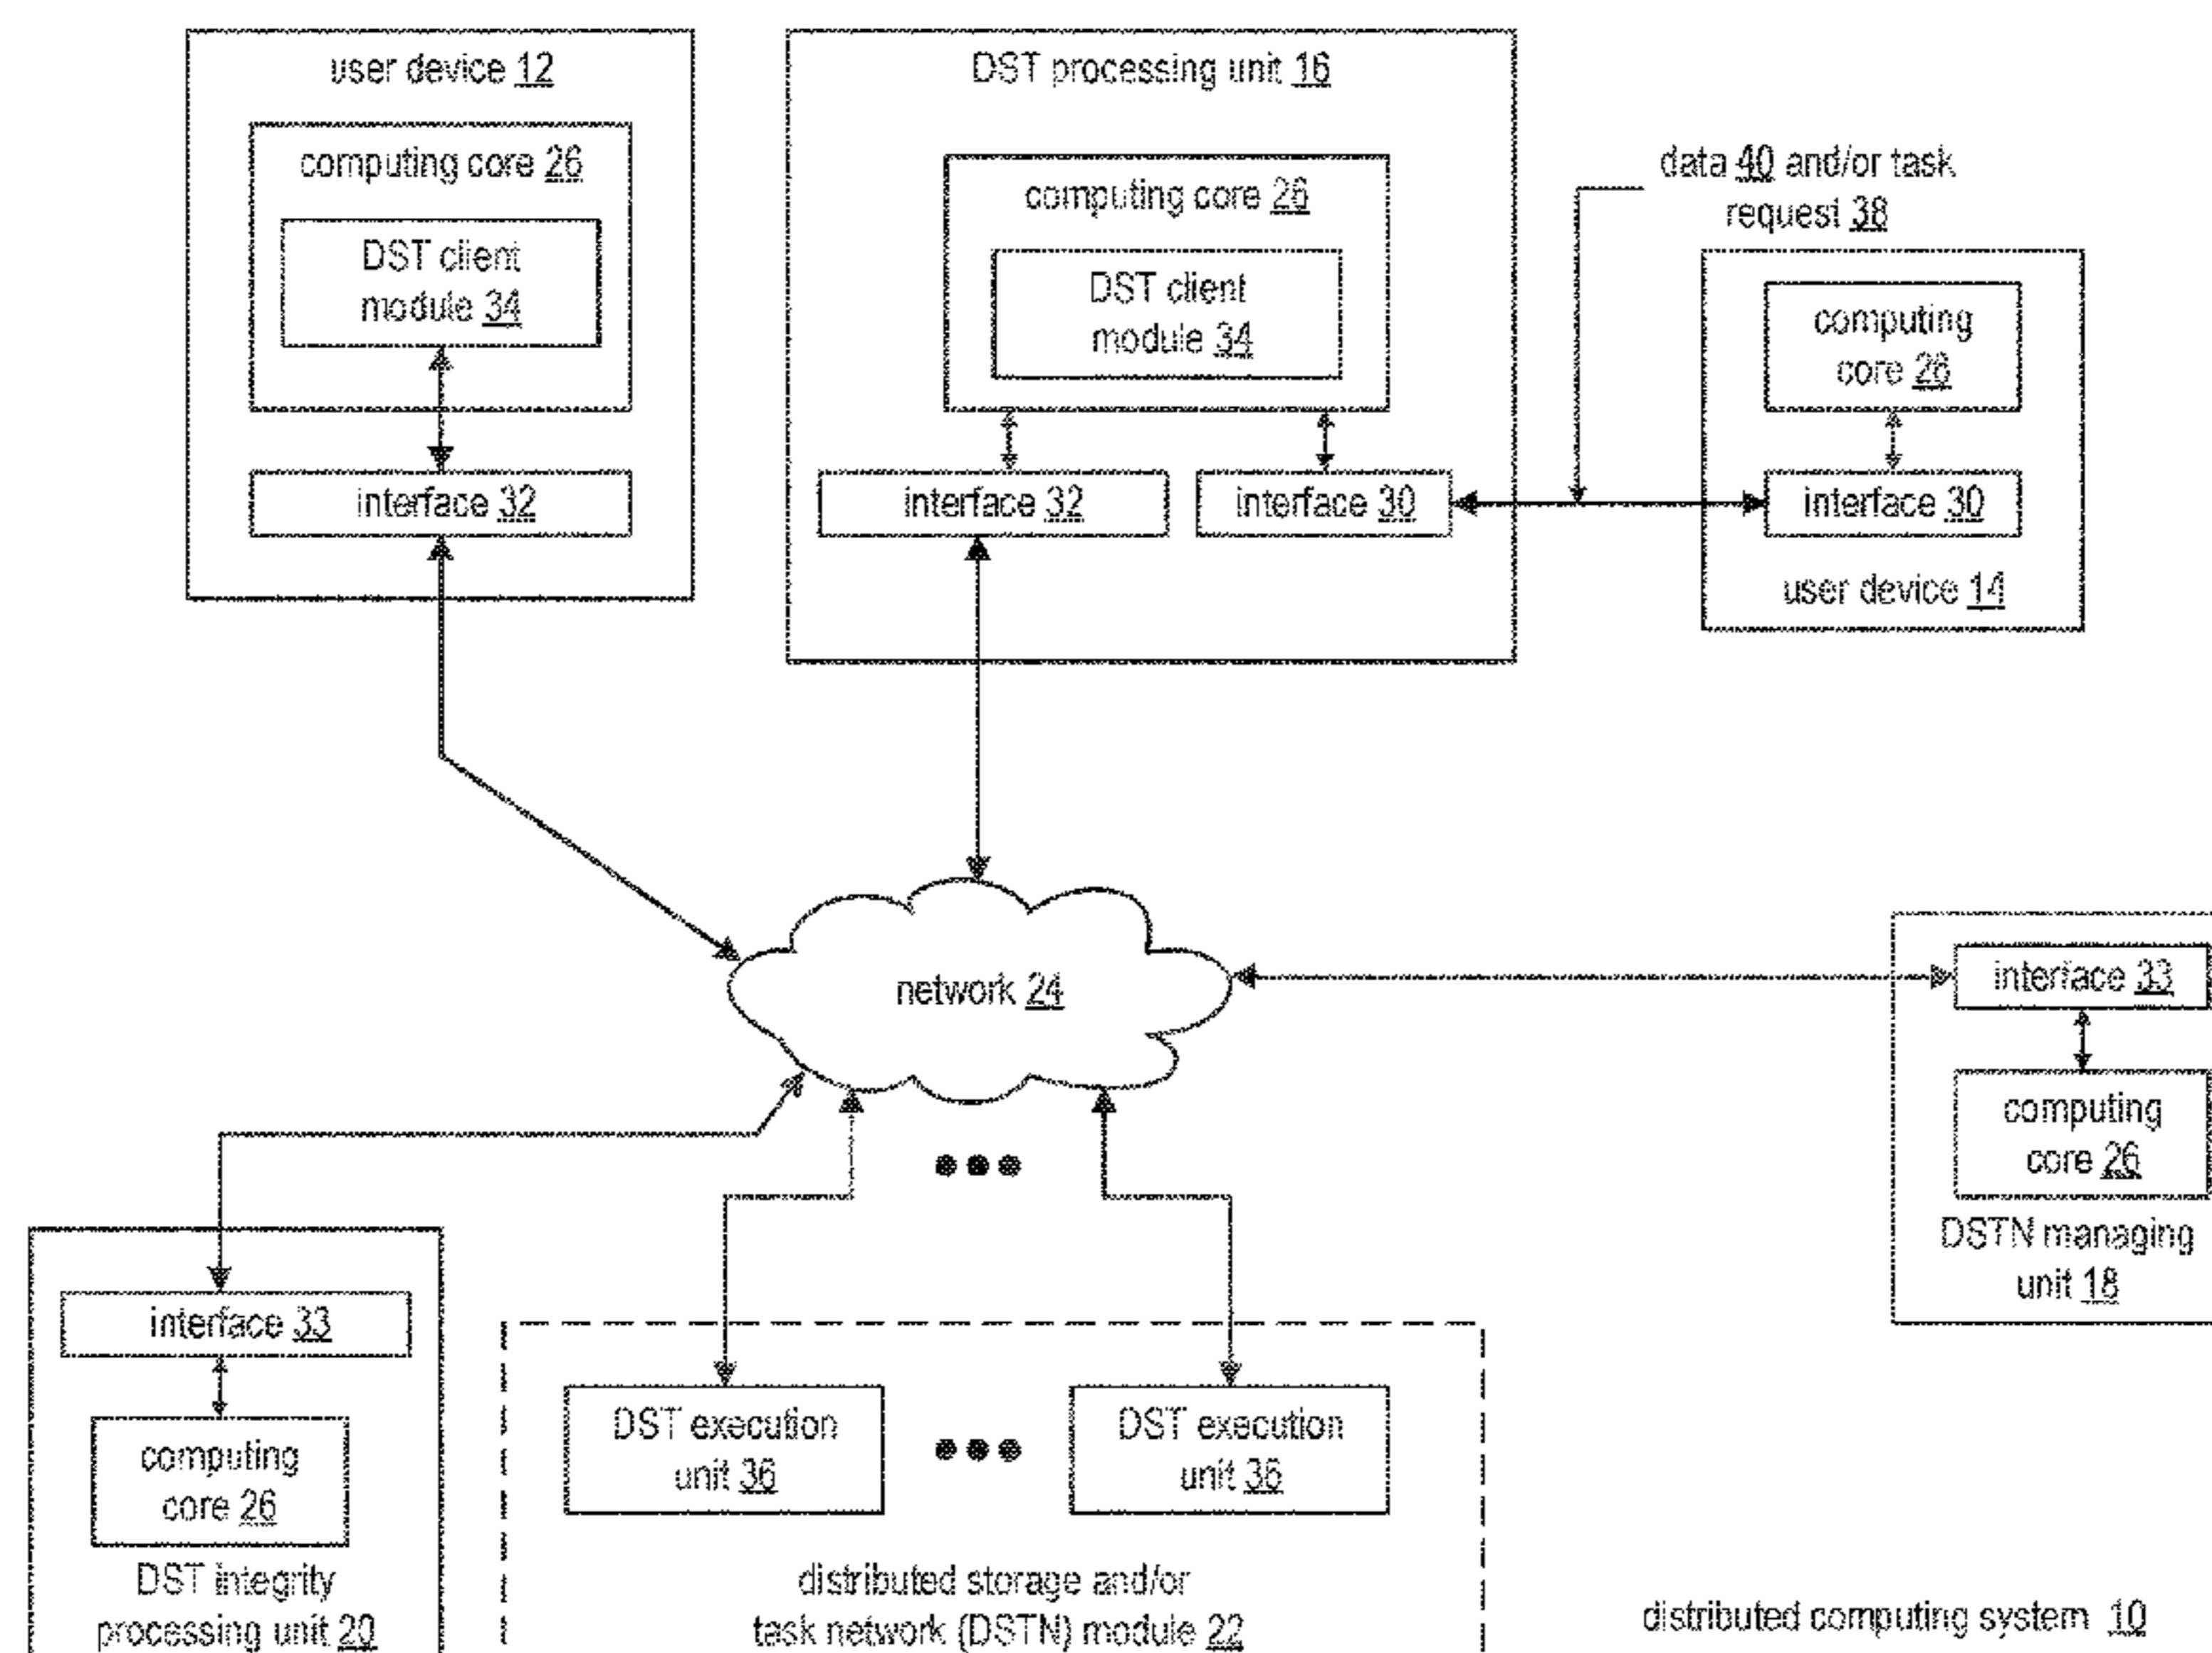 user device 12
computing core 26
DST client
module 34
interface 32
DST processing unit 16
computing core 26
DST client
module 34
interface 32
interface 30
data 40 and/or task
request 38
computing
core 26
interface 30
user device 14
network 24
interface 33
computing
core 26
DSTN managing
unit 18
interface 33
computing
core 26
DST integrity
processing unit 20
DST execution
unit 36
DST execution
unit 36
distributed storage and/or
task network (DSTN) module 22
distributed computing system 10